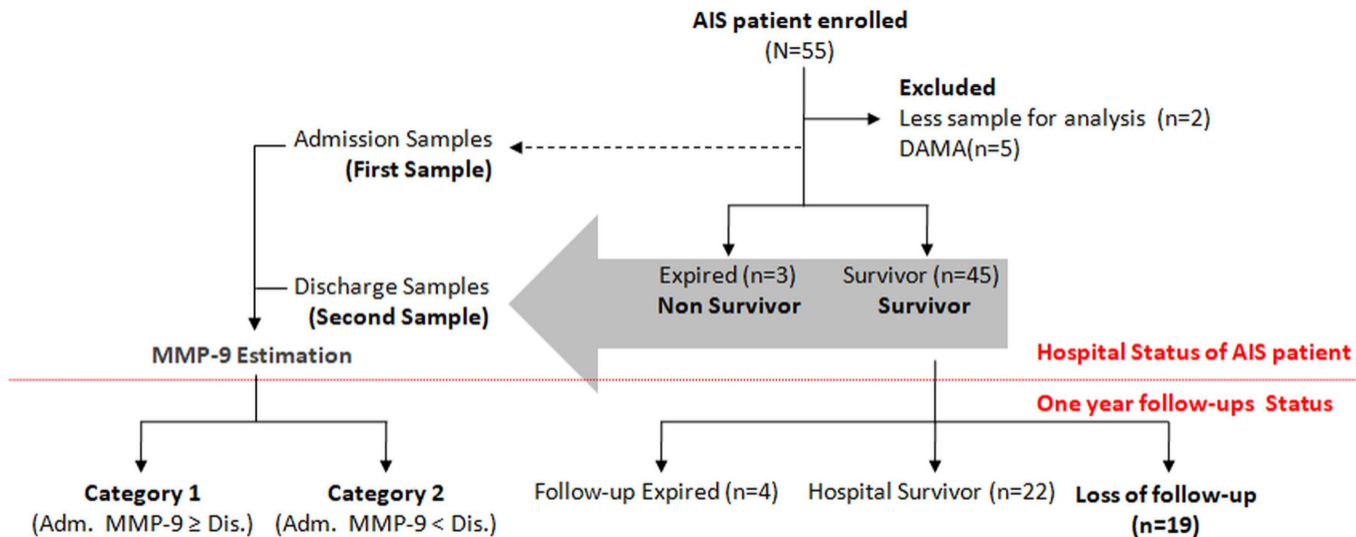 AIS patient enrolled
(N=55)
Excluded
Less sample for analysis (n=2)
DAMA(n=5)
Admission Samples
(First Sample)
Expired (n=3)
Non Survivor
Survivor (n=45)
Survivor
Discharge Samples
(Second Sample)
MMP-9 Estimation
Hospital Status of AIS patient
One year follow-ups Status
Category 1
(Adm. MMP-9 ≥ Dis.)
Category 2
(Adm. MMP-9 < Dis.)
Follow-up Expired (n=4)
Hospital Survivor (n=22)
Loss of follow-up
(n=19)